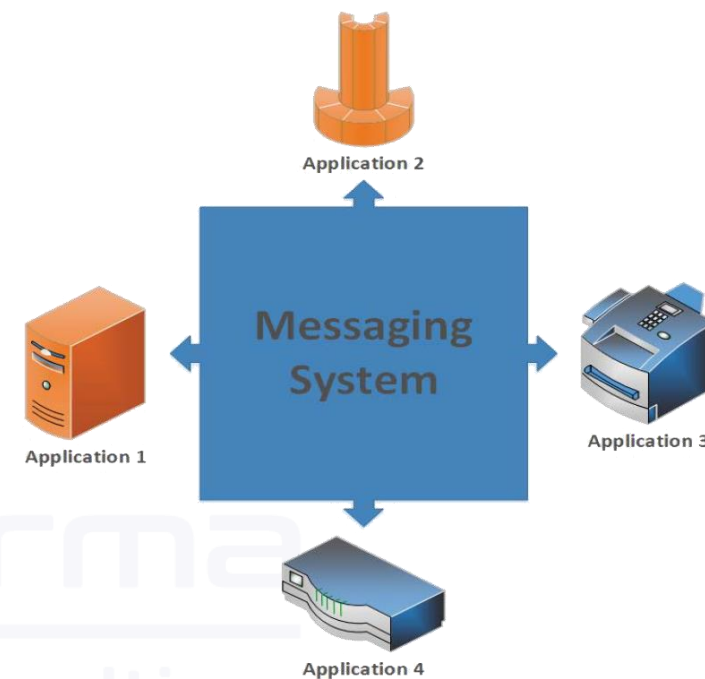 Application 2
Messaging
System
Application 1
Application 3
Application 4